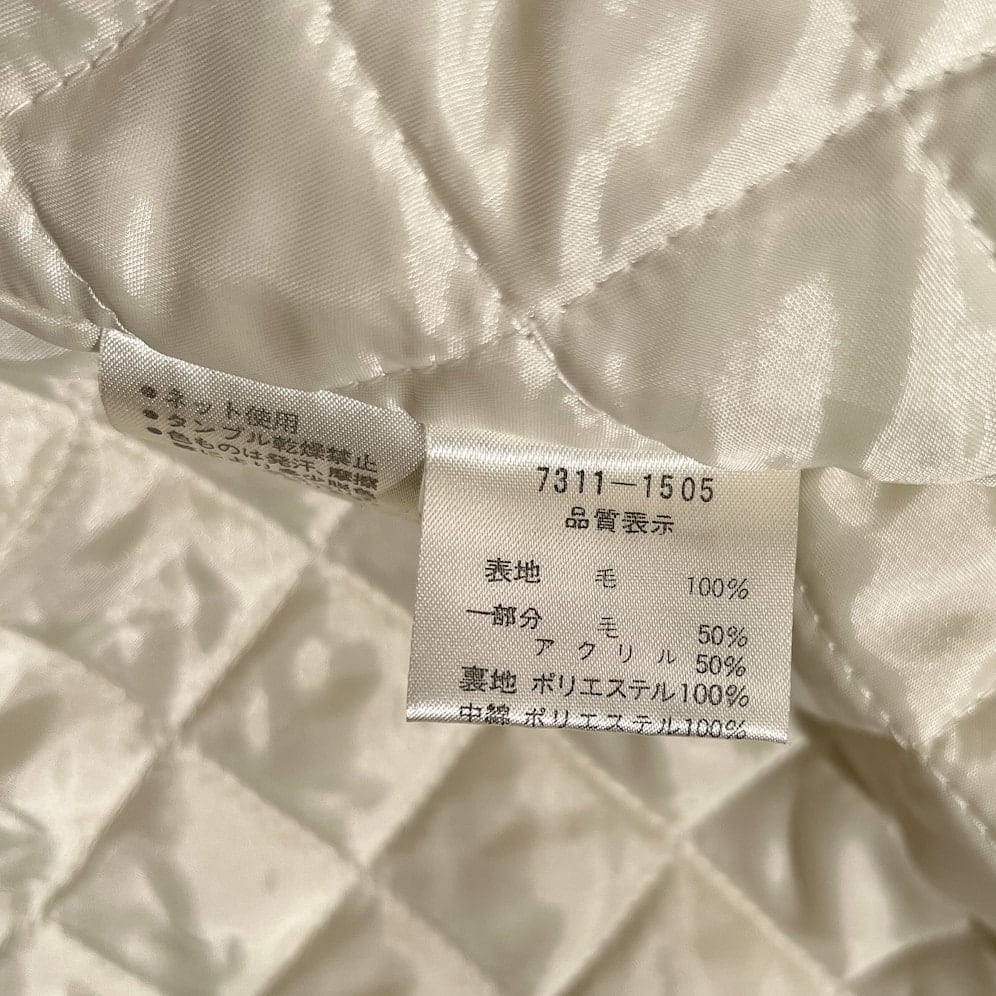 ●ネット使用
●タンブル乾燥禁止
●色ものは発汗、摩擦
7311-1505
品質表示
表地 毛 100%
一部分 毛 50%
アクリル 50%
裏地 ポリエステル100%
中綿 ポリエステル100%